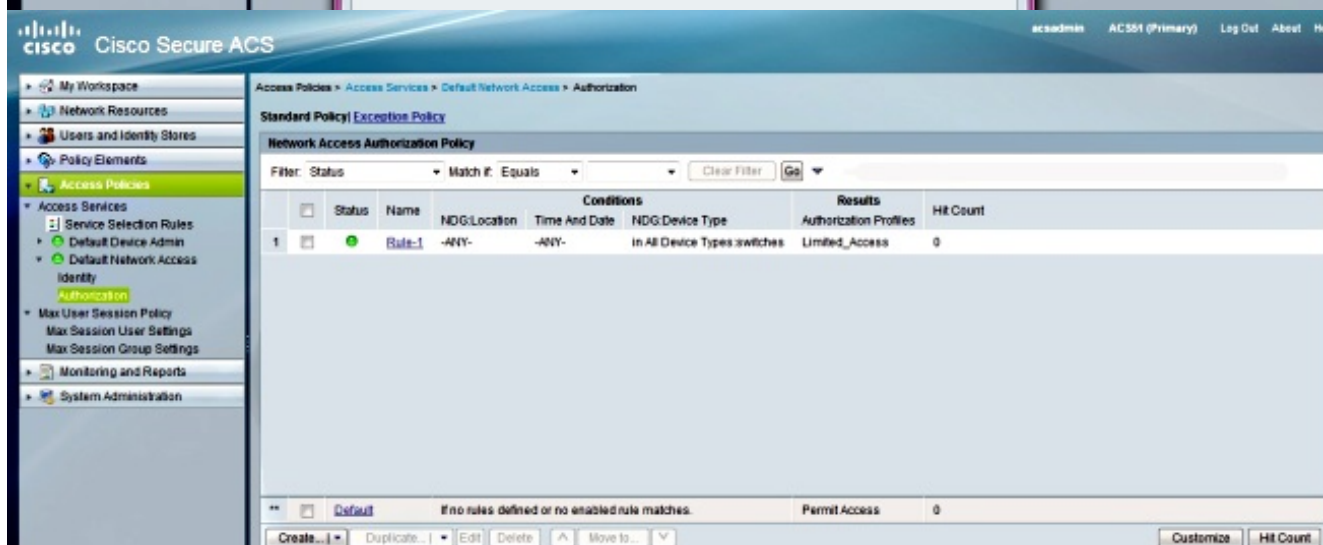 acsadmin ACS51 (Primary) Log Out About
CISCO Cisco Secure ACS
My Workspace
Network Resources
Users and Identity Stores
Policy Elements
Access Policies
Access Services
Service Selection Rules
Default Device Admin
Default Network Access
Identity
Authorization
Max User Session Policy
Max Session User Settings
Max Session Group Settings
Monitoring and Reports
System Administration
Access Policies > Access Services > Default Network Access > Authorization
Standard Policy| Exception Policy
Network Access Authorization Policy
Filter: Status Match if: Equals Clear Filter Go
Status Name Conditions Results Hit Count
NDG:Location Time And Date NDG:Device Type Authorization Profiles
1 Rule-1 -ANY- -ANY- in All Device Types:switches Limited_Access 0
** Default If no rules defined or no enabled rule matches. Permit Access 0
Create... | Duplicate... | Edit Delete Move to... Customize Hit Count